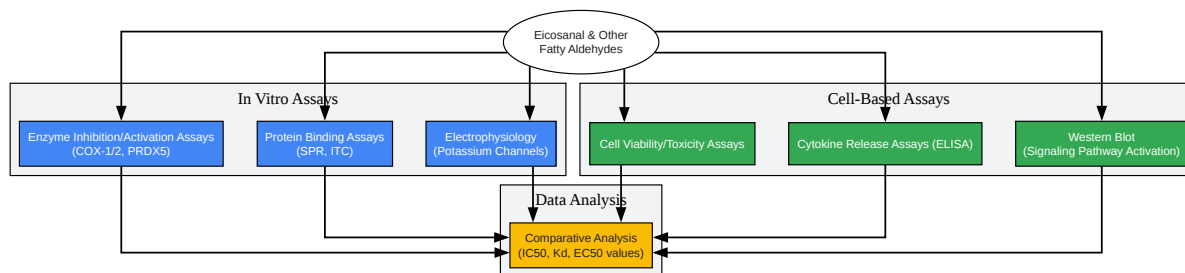 Eicosanal & Other
Fatty Aldehydes
In Vitro Assays
Cell-Based Assays
Enzyme Inhibition/Activation Assays
(COX-1/2, PRDX5)
Protein Binding Assays
(SPR, ITC)
Electrophysiology
(Potassium Channels)
Cell Viability/Toxicity Assays
Cytokine Release Assays (ELISA)
Western Blot
(Signaling Pathway Activation)
Data Analysis
Comparative Analysis
(IC50, Kd, EC50 values)